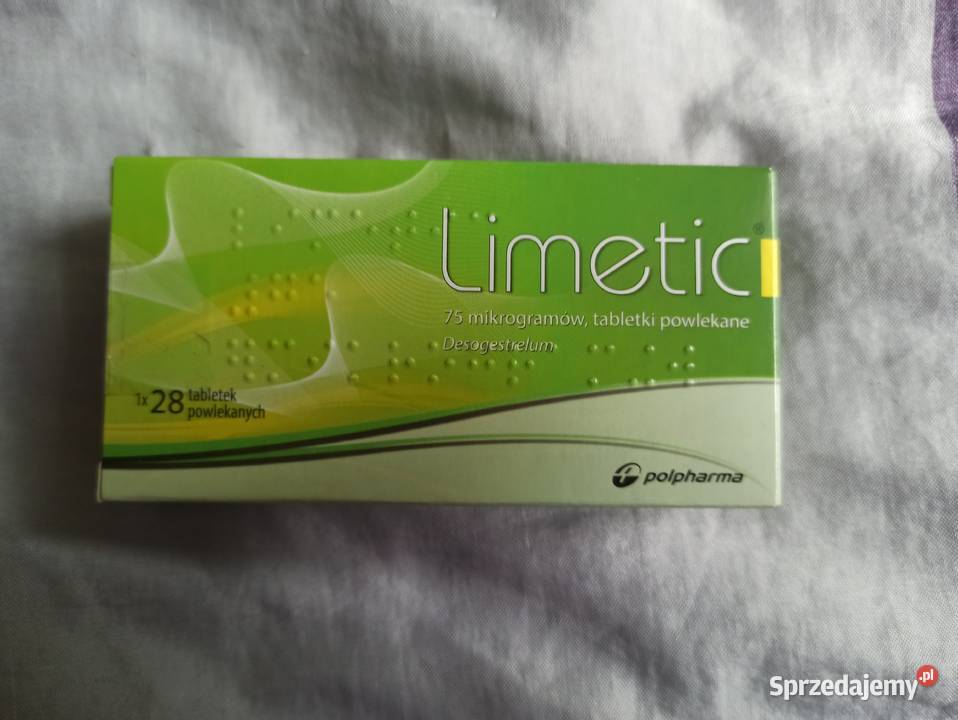 Limetic®
75 mikrogramów, tabletki powlekane
Desogestrelum
1x 28 tabletek
powlekanych
polpharma
Sprzedajemy.pl